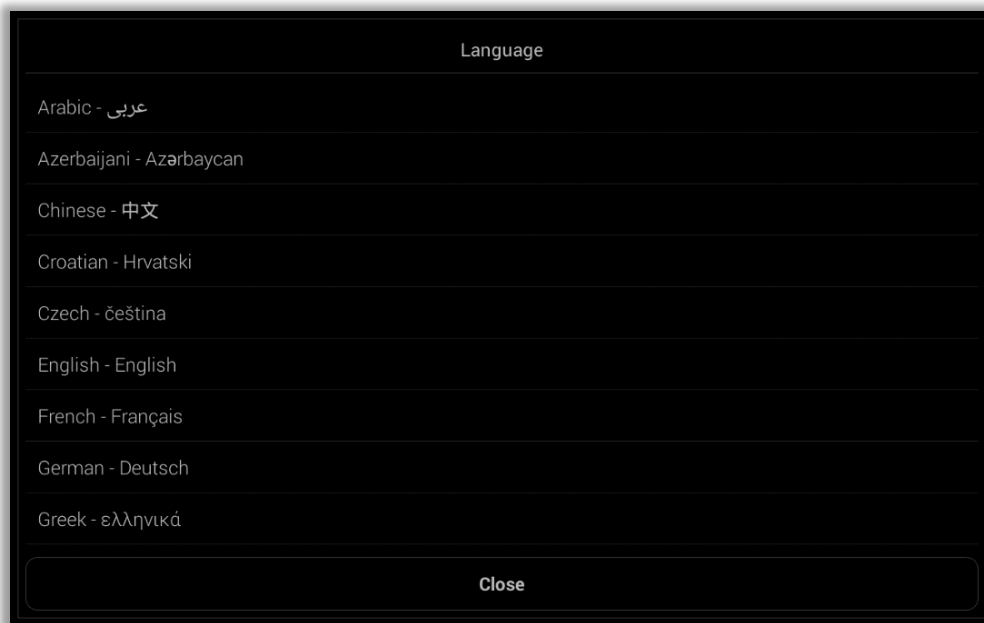 Language
Arabic - عربى
Azerbaijani - Azərbaycan
Chinese - 中文
Croatian - Hrvatski
Czech - čeština
English - English
French - Français
German - Deutsch
Greek - ελληνικά
Close